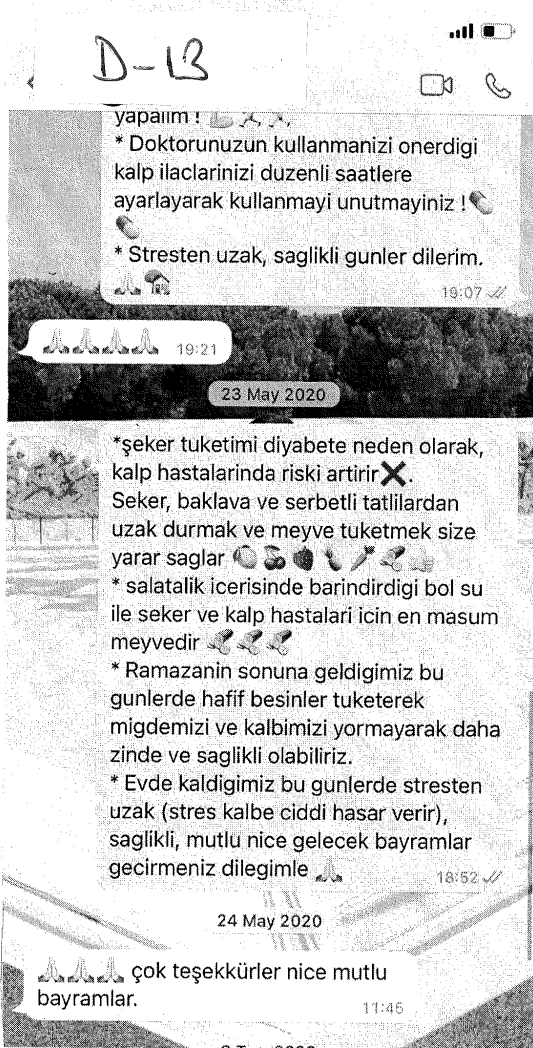 D-13
yapalim ! 💪🏃🏃
* Doktorunuzun kullanmanizi onerdigi
kalp ilaclarinizi duzenli saatlere
ayarlayarak kullanmayi unutmayiniz !💊
💊
* Stresten uzak, saglikli gunler dilerim.
🙏🏡
19:07
🙏🙏🙏🙏 19:21
23 May 2020
*şeker tuketimi diyabete neden olarak,
kalp hastalarinda riski artirir❌.
Seker, baklava ve serbetli tatlilardan
uzak durmak ve meyve tuketmek size
yarar saglar 🍋🍒🍓🍍🥕🥒👍
* salatalik icerisinde barindirdigi bol su
ile seker ve kalp hastalari icin en masum
meyvedir 🥒🥒🥒
* Ramazanin sonuna geldigimiz bu
gunlerde hafif besinler tuketerek
migdemizi ve kalbimizi yormayarak daha
zinde ve saglikli olabiliriz.
* Evde kaldigimiz bu gunlerde stresten
uzak (stres kalbe ciddi hasar verir),
saglikli, mutlu nice gelecek bayramlar
gecirmeniz dilegimle 🙏
18:52
24 May 2020
🙏🙏🙏 çok teşekkürler nice mutlu
bayramlar.
11:45